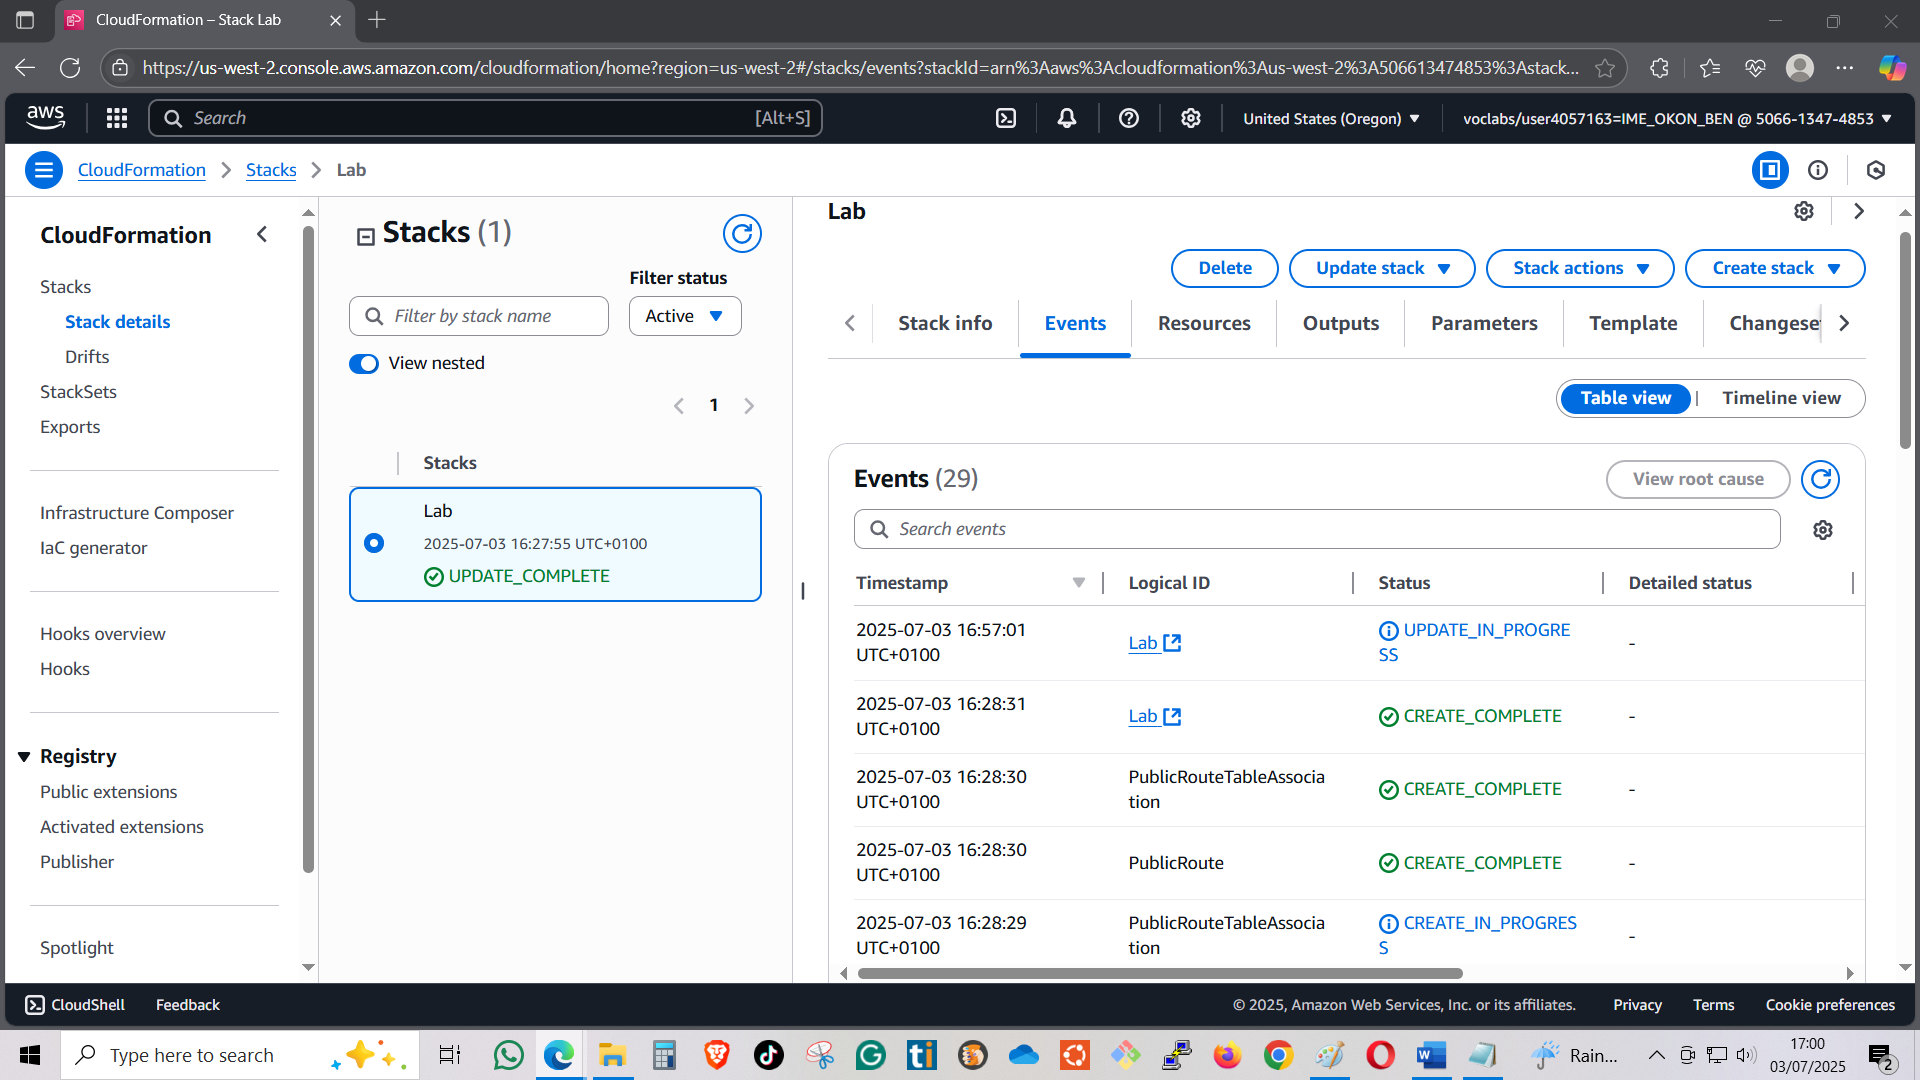 CloudFormation – Stack Lab
https://us-west-2.console.aws.amazon.com/cloudformation/home?region=us-west-2#/stacks/events?stackId=arn%3Aaws%3Acloudformation%3Aus-west-2%3A506613474853%3Astack...
aws
Search
[Alt+S]
United States (Oregon)
voclabs/user4057163=IME_OKON_BEN @ 5066-1347-4853
CloudFormation
Stacks
Lab
CloudFormation
Stacks
Stack details
Drifts
StackSets
Exports
Infrastructure Composer
IaC generator
Hooks overview
Hooks
Registry
Public extensions
Activated extensions
Publisher
Spotlight
Stacks (1)
Filter status
Filter by stack name
Active
View nested
1
Stacks
Lab
2025-07-03 16:27:55 UTC+0100
UPDATE_COMPLETE
Lab
Delete
Update stack
Stack actions
Create stack
Stack info
Events
Resources
Outputs
Parameters
Template
Changeset
Table view
Timeline view
Events (29)
View root cause
Search events
Timestamp
Logical ID
Status
Detailed status
2025-07-03 16:57:01
UTC+0100
Lab
UPDATE_IN_PROGRE
SS
-
2025-07-03 16:28:31
UTC+0100
Lab
CREATE_COMPLETE
-
2025-07-03 16:28:30
UTC+0100
PublicRouteTableAssocia
tion
CREATE_COMPLETE
-
2025-07-03 16:28:30
UTC+0100
PublicRoute
CREATE_COMPLETE
-
2025-07-03 16:28:29
UTC+0100
PublicRouteTableAssocia
tion
CREATE_IN_PROGRES
S
-
CloudShell
Feedback
© 2025, Amazon Web Services, Inc. or its affiliates.
Privacy
Terms
Cookie preferences
Type here to search
Rain...
17:00
03/07/2025
2